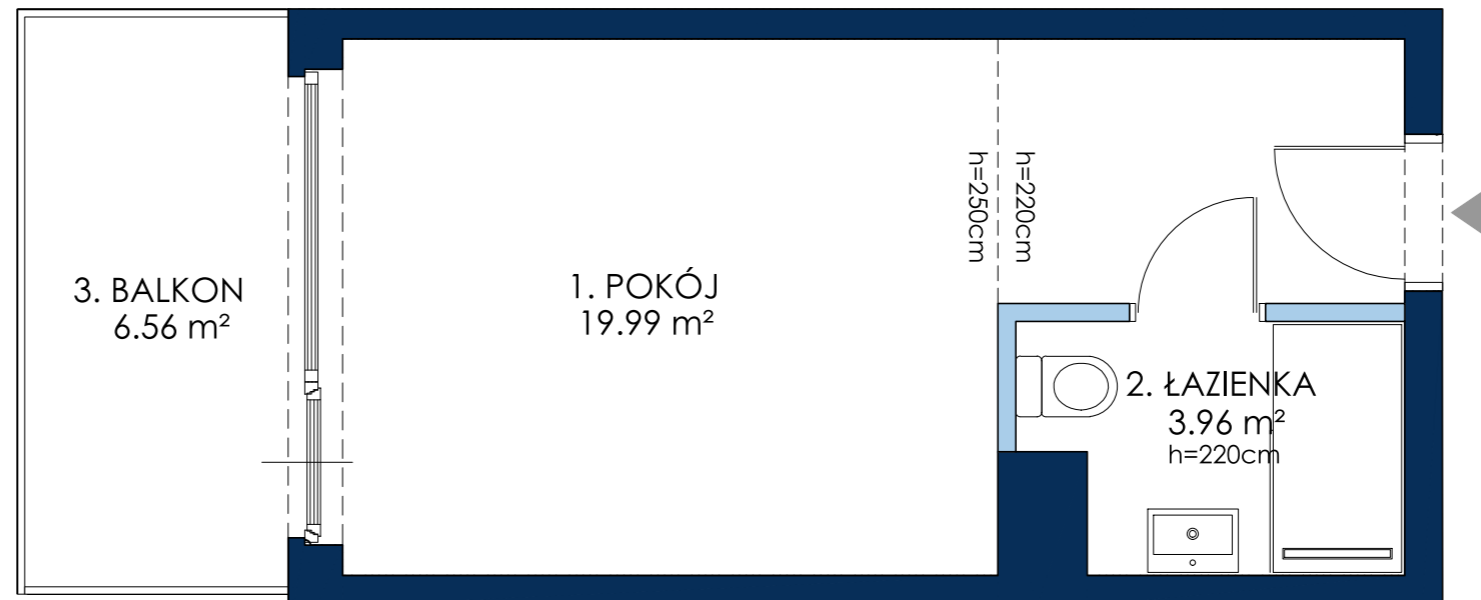 3. BALKON
6.56 m²
1. POKÓJ
19.99 m²
h=250cm
h=220cm
2. ŁAZIENKA
3.96 m²
h=220cm